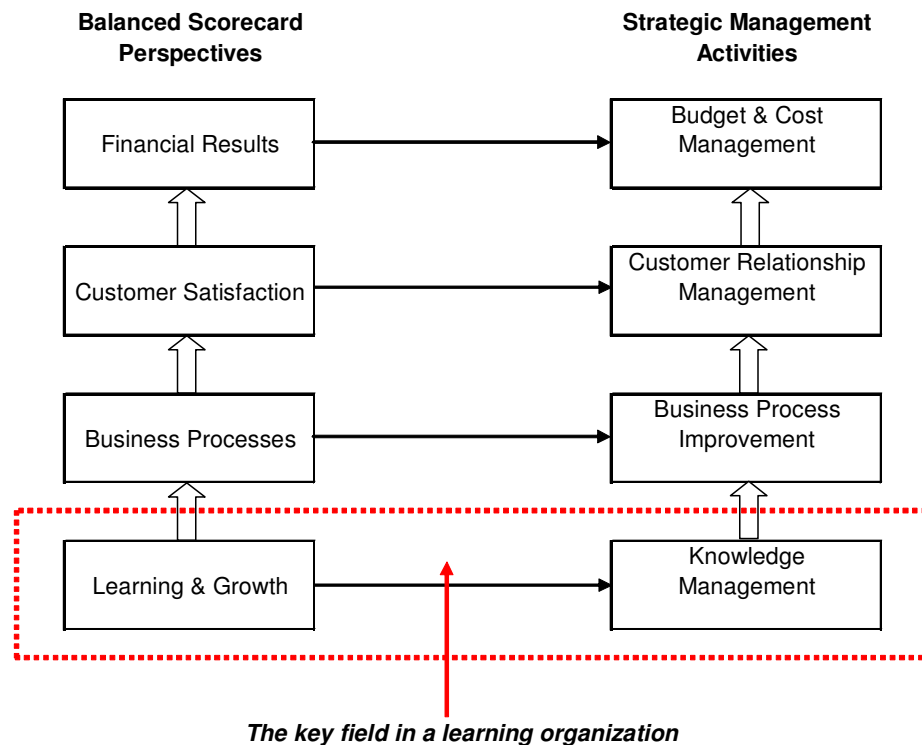 Balanced Scorecard
Perspectives
Strategic Management
Activities
Financial Results
Budget & Cost
Management
Customer Satisfaction
Customer Relationship
Management
Business Processes
Business Process
Improvement
Learning & Growth
Knowledge
Management
The key field in a learning organization